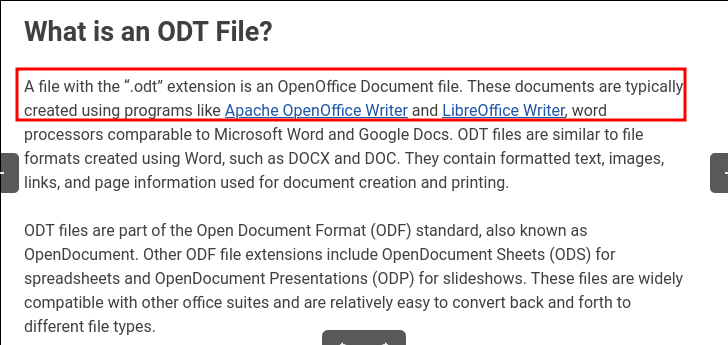 What is an ODT File?
A file with the “.odt” extension is an OpenOffice Document file. These documents are typically
created using programs like Apache OpenOffice Writer and LibreOffice Writer, word
processors comparable to Microsoft Word and Google Docs. ODT files are similar to file
formats created using Word, such as DOCX and DOC. They contain formatted text, images,
links, and page information used for document creation and printing.
ODT files are part of the Open Document Format (ODF) standard, also known as
OpenDocument. Other ODF file extensions include OpenDocument Sheets (ODS) for
spreadsheets and OpenDocument Presentations (ODP) for slideshows. These files are widely
compatible with other office suites and are relatively easy to convert back and forth to
different file types.